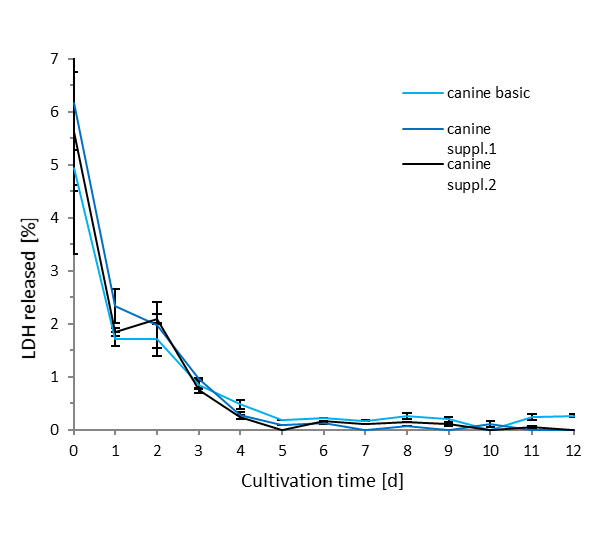 7
6
5
4
3
2
1
0
LDH released [%]
canine basic
canine
suppl.1
canine
suppl.2
0 1 2 3 4 5 6 7 8 9 10 11 12
Cultivation time [d]